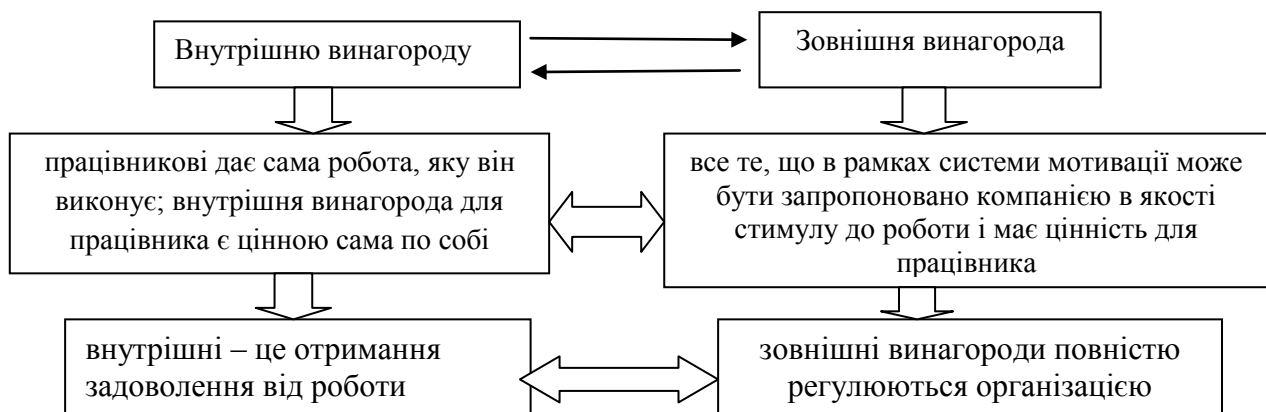 Внутрішню винагороду
Зовнішня винагорода
працівникові дає сама робота, яку він
виконує; внутрішня винагорода для
працівника є цінною сама по собі
все те, що в рамках системи мотивації може
бути запропоновано компанією в якості
стимулу до роботи і має цінність для
працівника
внутрішні – це отримання
задоволення від роботи
зовнішні винагороди повністю
регулюються організацією